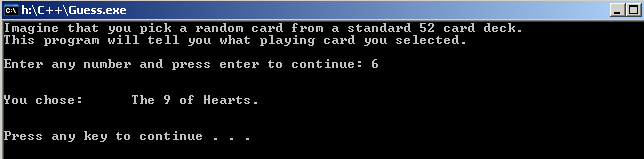 h:\C++\Guess.exe
Imagine that you pick a random card from a standard 52 card deck.
This program will tell you what playing card you selected.
Enter any number and press enter to continue: 6
You chose: The 9 of Hearts.
Press any key to continue . . .